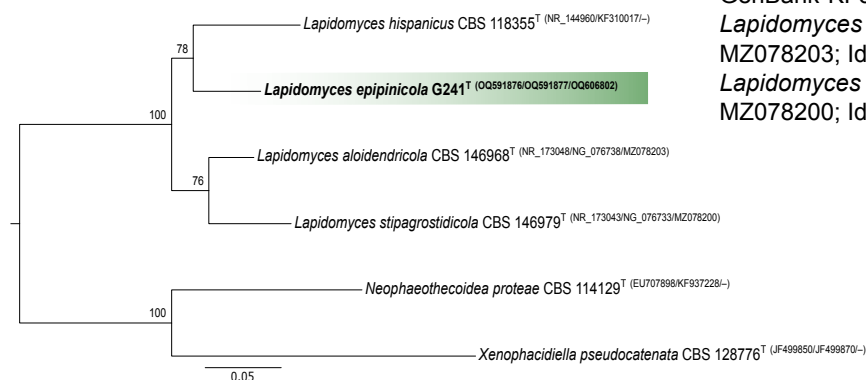 Lapidomyces
MZ078203; Id
Lapidomyces
MZ078200; Id
78
Lapidomyces hispanicus CBS 118355T (NR_144960/KF310017/–)
Lapidomyces epipinicola G241T (OQ591876/OQ591877/OQ606802)
100
Lapidomyces aloidendricola CBS 146968T (NR_173048/NG_076738/MZ078203)
76
Lapidomyces stipagrostidicola CBS 146979T (NR_173043/NG_076733/MZ078200)
Neophaeothecoidea proteae CBS 114129T (EU707898/KF937228/–)
100
Xenophacidiella pseudocatenata CBS 128776T (JF499850/JF499870/–)
0.05